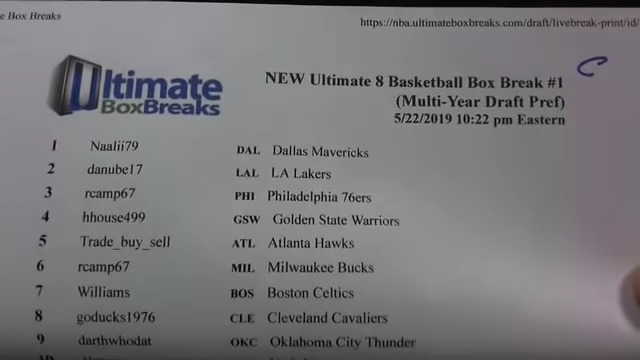 e Box Breaks
https://nba.ultimateboxbreaks.com/draft/livebreak-print/id/
Ultimate
BoxBreaks
NEW Ultimate 8 Basketball Box Break #1
(Multi-Year Draft Pref)
5/22/2019 10:22 pm Eastern
1 Naalii79 DAL Dallas Mavericks
2 danube17 LAL LA Lakers
3 rcamp67 PHI Philadelphia 76ers
4 hhouse499 GSW Golden State Warriors
5 Trade_buy_sell ATL Atlanta Hawks
6 rcamp67 MIL Milwaukee Bucks
7 Williams BOS Boston Celtics
8 goducks1976 CLE Cleveland Cavaliers
9 darthwhodat OKC Oklahoma City Thunder